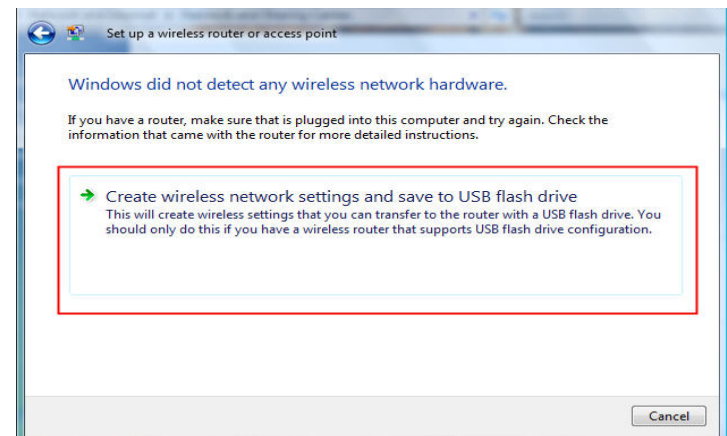 Set up a wireless router or access point
Windows did not detect any wireless network hardware.
If you have a router, make sure that is plugged into this computer and try again. Check the
information that came with the router for more detailed instructions.
Create wireless network settings and save to USB flash drive
This will create wireless settings that you can transfer to the router with a USB flash drive. You
should only do this if you have a wireless router that supports USB flash drive configuration.
Cancel